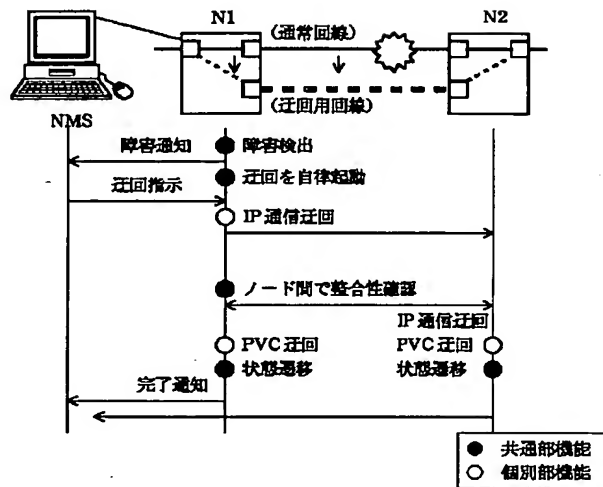 N1
N2
(通常回線)
(迂回用回線)
NMS
障害通知
障害検出
迂回を自律起動
迂回指示
IP通信迂回
ノード間で整合性確認
IP通信迂回
PVC迂回
PVC迂回
状態遷移
状態遷移
完了通知
共通部機能
個別部機能